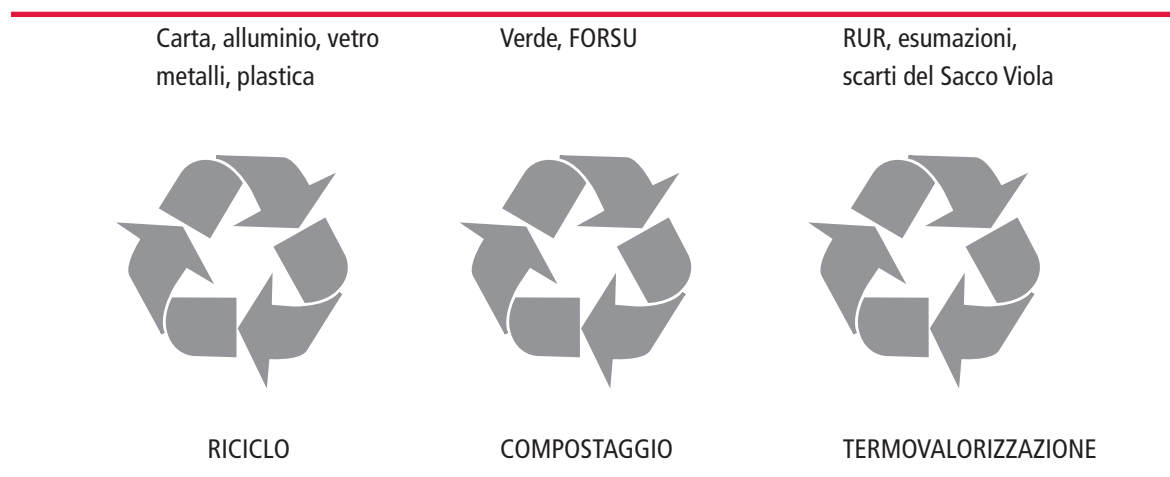 Carta, alluminio, vetro
metalli, plastica
Verde, FORSU
RUR, esumazioni,
scarti del Sacco Viola
RICICLO
COMPOSTAGGIO
TERMOVALORIZZAZIONE